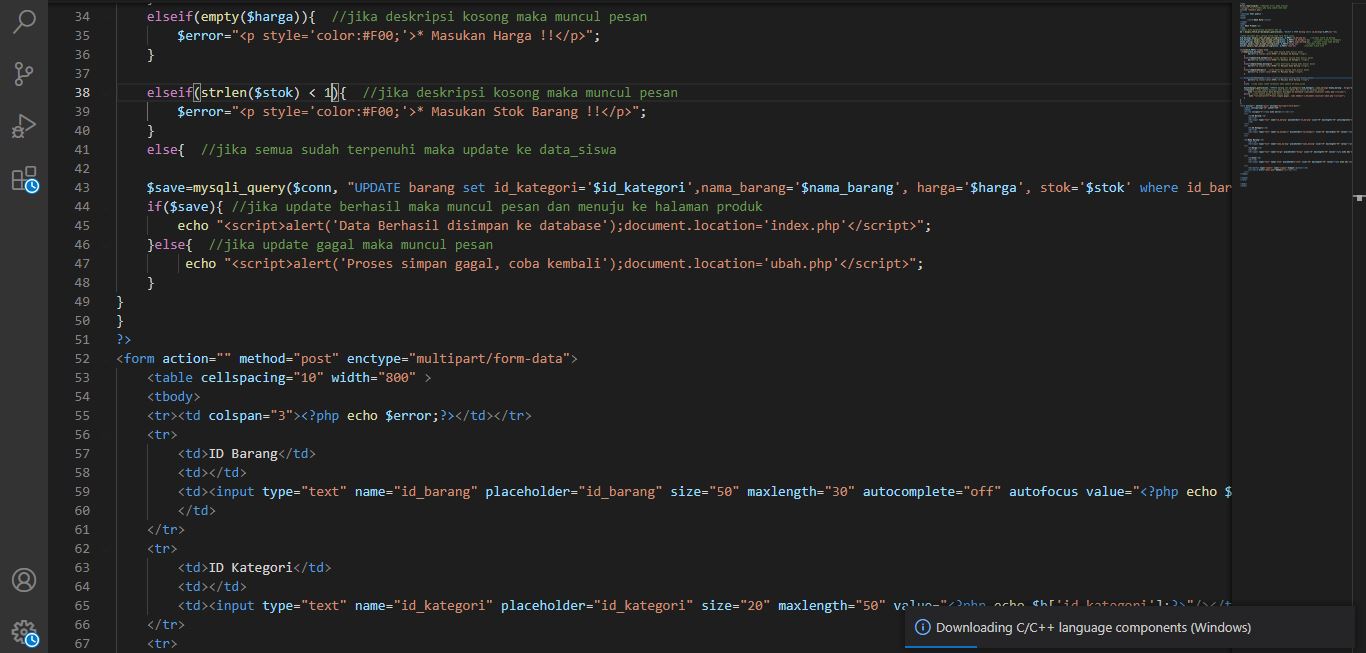 34 elseif(empty($harga)){ //jika deskripsi kosong maka muncul pesan
35 $error="<p style='color:#F00;'>* Masukan Harga !!</p>";
36 }
37
38 elseif(strlen($stok) < 1){ //jika deskripsi kosong maka muncul pesan
39 $error="<p style='color:#F00;'>* Masukan Stok Barang !!</p>";
40 }
41 else{ //jika semua sudah terpenuhi maka update ke data_siswa
42
43 $save=mysqli_query($conn, "UPDATE barang set id_kategori='$id_kategori',nama_barang='$nama_barang', harga='$harga', stok='$stok' where id_bar
44 if($save){ //jika update berhasil maka muncul pesan dan menuju ke halaman produk
45 echo "<script>alert('Data Berhasil disimpan ke database');document.location='index.php'</script>";
46 }else{ //jika update gagal maka muncul pesan
47 echo "<script>alert('Proses simpan gagal, coba kembali');document.location='ubah.php'</script>";
48 }
49 }
50 }
51 ?>
52 <form action="" method="post" enctype="multipart/form-data">
53 <table cellspacing="10" width="800" >
54 <tbody>
55 <tr><td colspan="3"><?php echo $error;?></td></tr>
56 <tr>
57 <td>ID Barang</td>
58 <td></td>
59 <td><input type="text" name="id_barang" placeholder="id_barang" size="50" maxlength="30" autocomplete="off" autofocus value="<?php echo $
60 </td>
61 </tr>
62 <tr>
63 <td>ID Kategori</td>
64 <td></td>
65 <td><input type="text" name="id_kategori" placeholder="id_kategori" size="20" maxlength="50" value="<?php echo $b['id_kategori'];?>"/></t
66 </tr>
67 <tr>
Downloading C/C++ language components (Windows)